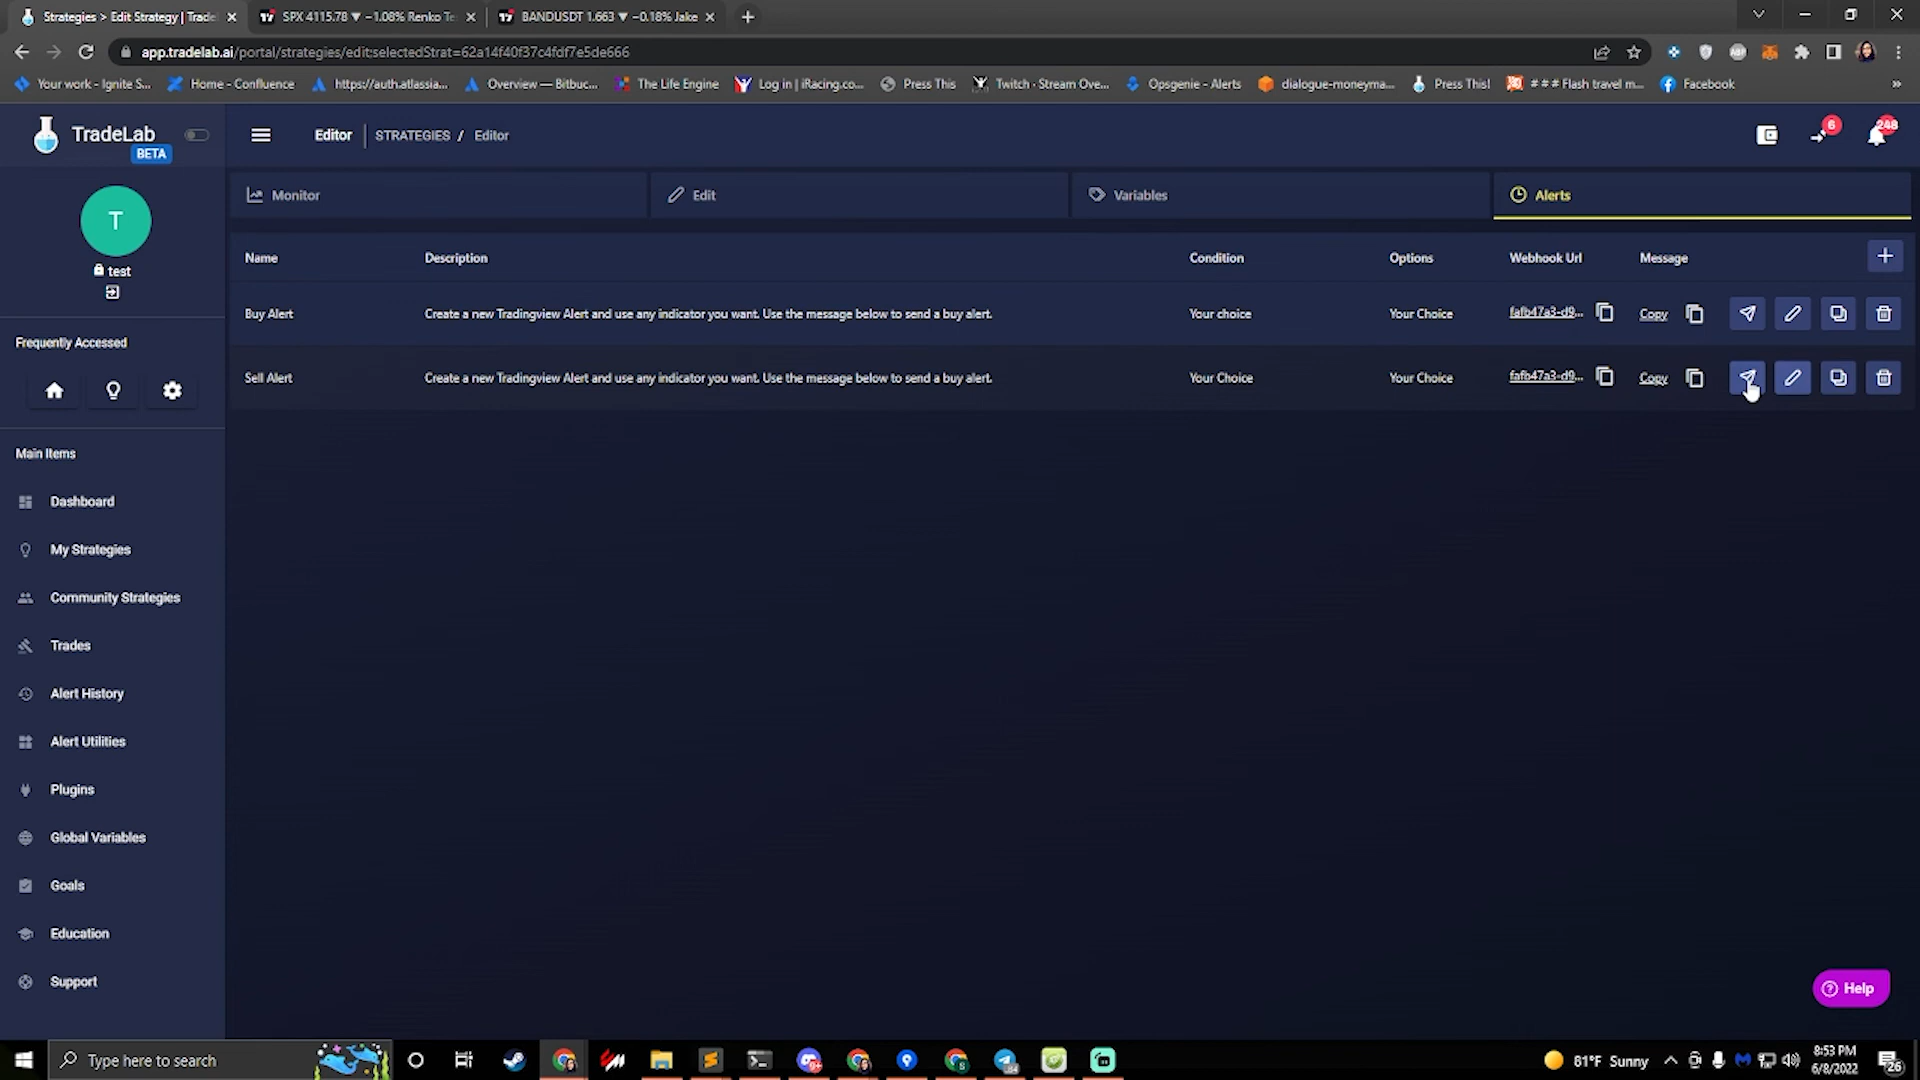 Strategies > Edit Strategy | Trade
SPX 4115.78 ▼ −1.08% Renko Te
BANDUSDT 1.663 ▼ −0.18% Jake
app.tradelab.ai/portal/strategies/edit;selectedStrat=62a14f40f37c4fdf7e5de666
Your work - Ignite S...
Home - Confluence
https://auth.atlassia...
Overview — Bitbuc...
The Life Engine
Log in | iRacing.co...
Press This
Twitch · Stream Ove...
Opsgenie - Alerts
dialogue-moneyma...
Press This!
# # # Flash travel m...
Facebook
»
TradeLab
BETA
Editor
STRATEGIES / Editor
6
248
T
test
Monitor
Edit
Variables
Alerts
Name Description Condition Options Webhook Url Message
Buy Alert Create a new Tradingview Alert and use any indicator you want. Use the message below to send a buy alert. Your choice Your Choice fafb47a3-d9... Copy
Sell Alert Create a new Tradingview Alert and use any indicator you want. Use the message below to send a buy alert. Your Choice Your Choice fafb47a3-d9... Copy
Frequently Accessed
Main Items
Dashboard
My Strategies
Community Strategies
Trades
Alert History
Alert Utilities
Plugins
Global Variables
Goals
Education
Support
Help
Type here to search
81°F Sunny
8:53 PM
6/8/2022
26